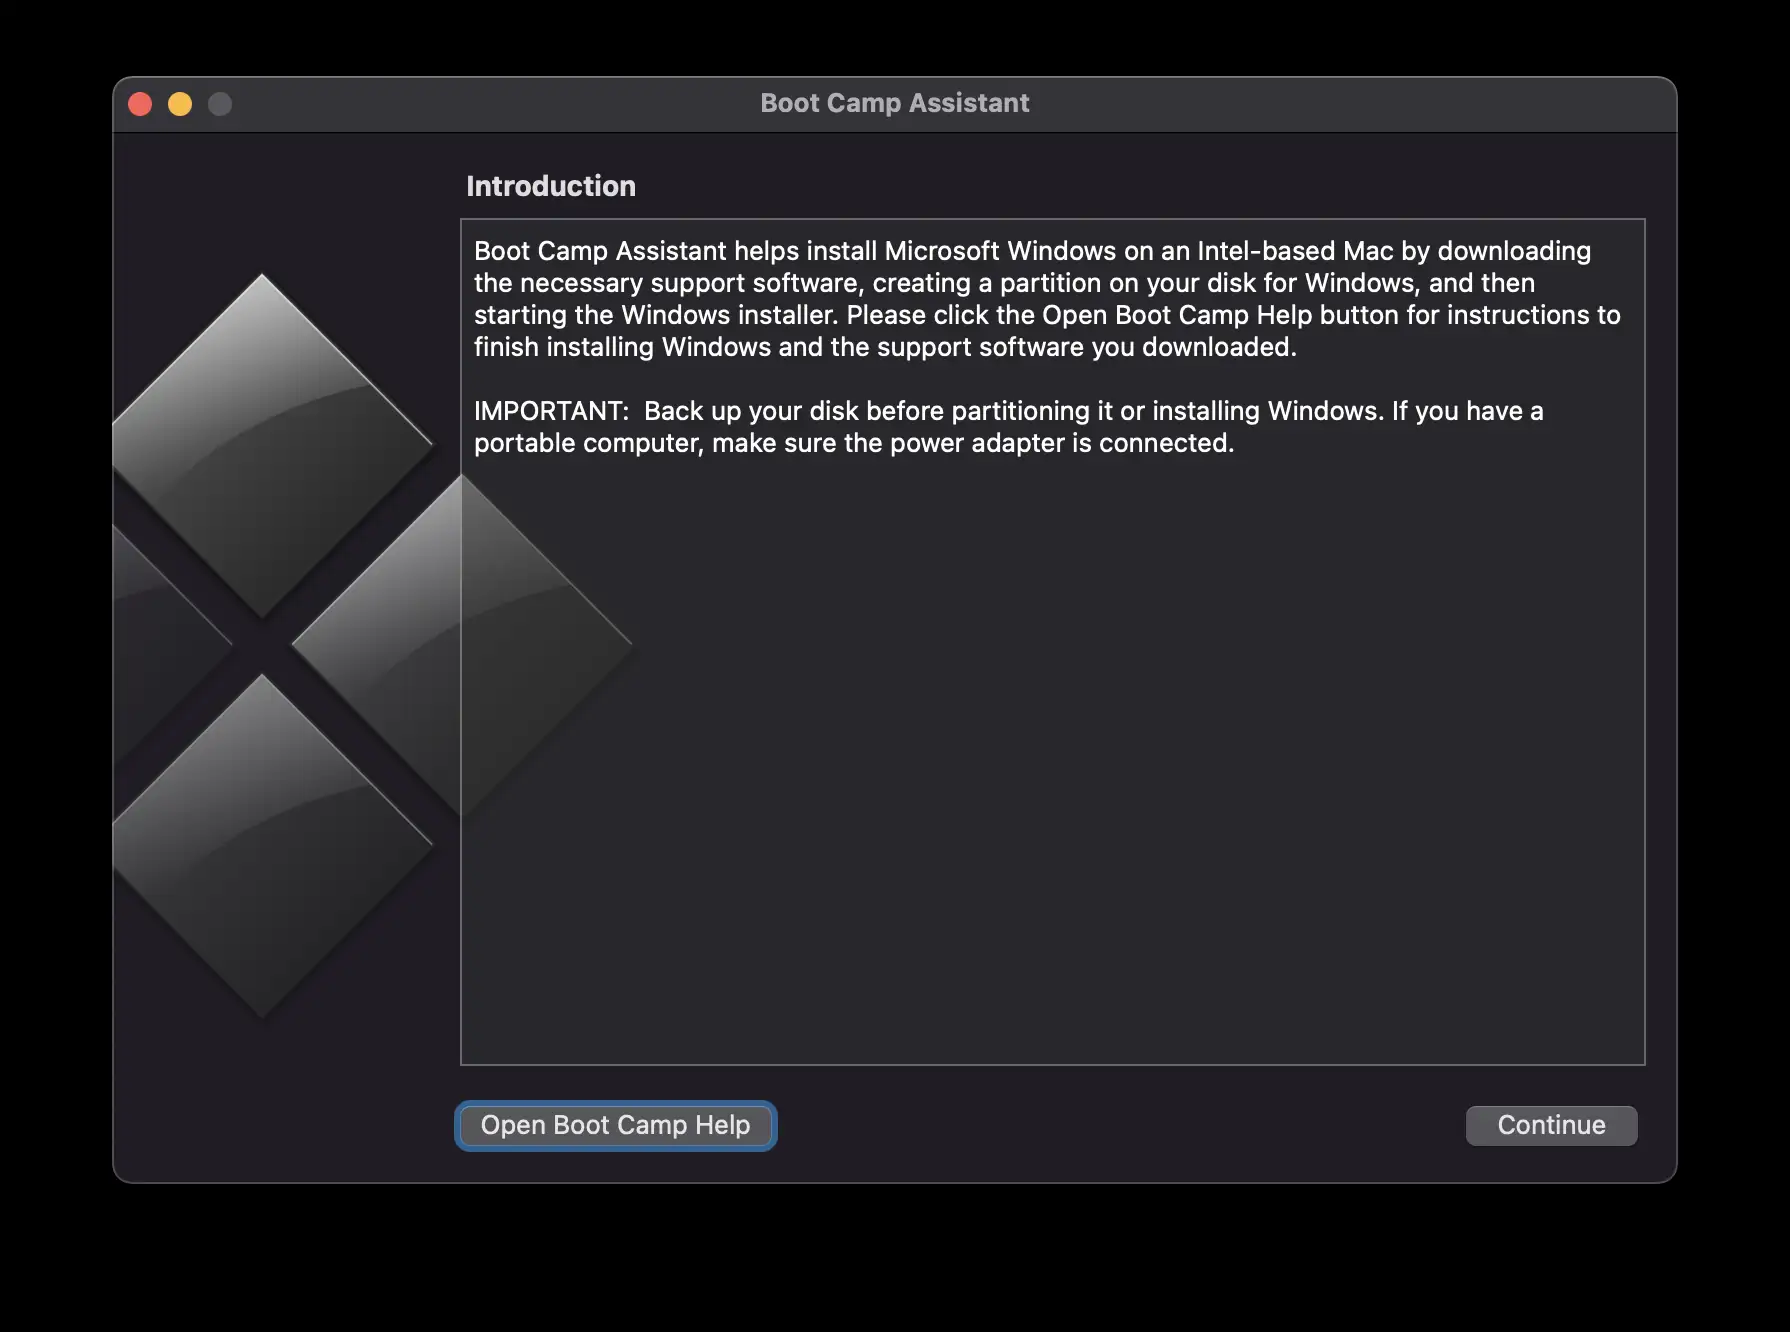 Boot Camp Assistant
Introduction
Boot Camp Assistant helps install Microsoft Windows on an Intel-based Mac by downloading
the necessary support software, creating a partition on your disk for Windows, and then
starting the Windows installer. Please click the Open Boot Camp Help button for instructions to
finish installing Windows and the support software you downloaded.
IMPORTANT:  Back up your disk before partitioning it or installing Windows. If you have a
portable computer, make sure the power adapter is connected.
Open Boot Camp Help
Continue